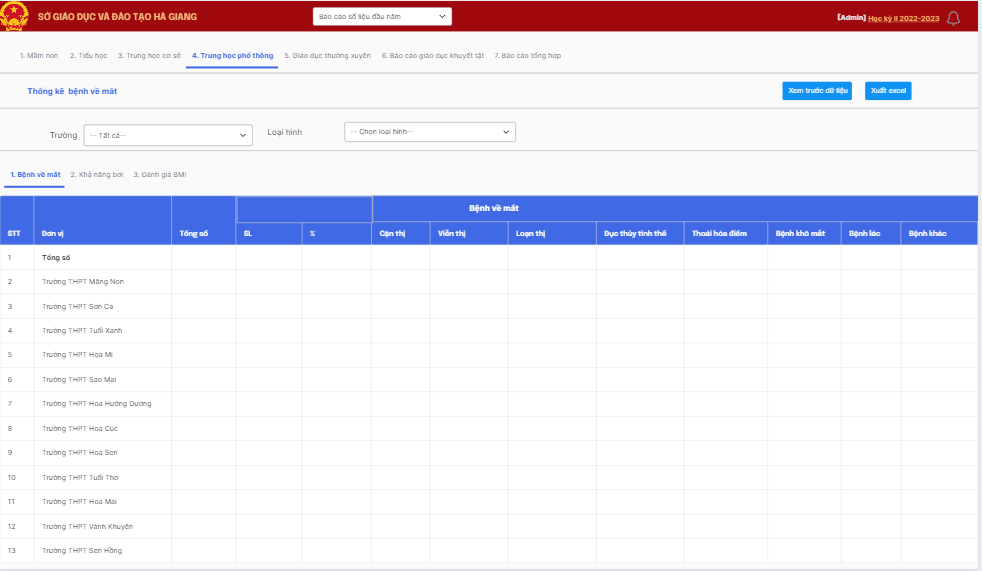 SỞ GIÁO DỤC VÀ ĐÀO TẠO HÀ GIANG Báo cáo số liệu đầu năm [Admin] Học kỳ II 2022-2023
1. Mầm non 2. Tiểu học 3. Trung học cơ sở 4. Trung học phổ thông 5. Giáo dục thường xuyên 6. Báo cáo giáo dục khuyết tật 7. Báo cáo tổng hợp
Thống kê bệnh về mắt Xem trước dữ liệu Xuất excel
Trường -- Tất cả-- Loại hình -- Chọn loại hình--
1. Bệnh về mắt 2. Khả năng bơi 3. Đánh giá BMI
Bệnh về mắt
STT Đơn vị Tổng số SL % Cận thị Viễn thị Loạn thị Đục thủy tinh thể Thoái hóa điểm Bệnh khô mắt Bệnh lác Bệnh khác
1 Tổng số
2 Trường THPT Măng Non
3 Trường THPT Sơn Ca
4 Trường THPT Tuổi Xanh
5 Trường THPT Họa Mi
6 Trường THPT Sao Mai
7 Trường THPT Hoa Hướng Dương
8 Trường THPT Hoa Cúc
9 Trường THPT Hoa Sen
10 Trường THPT Tuổi Thơ
11 Trường THPT Hoa Mai
12 Trường THPT Vành Khuyên
13 Trường THPT Sen Hồng